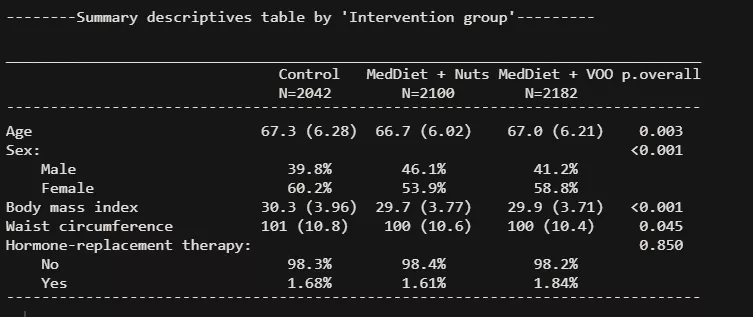 --------Summary descriptives table by 'Intervention group'---------
Control MedDiet + Nuts MedDiet + VOO p.overall
N=2042 N=2100 N=2182
Age 67.3 (6.28) 66.7 (6.02) 67.0 (6.21) 0.003
Sex: <0.001
Male 39.8% 46.1% 41.2%
Female 60.2% 53.9% 58.8%
Body mass index 30.3 (3.96) 29.7 (3.77) 29.9 (3.71) <0.001
Waist circumference 101 (10.8) 100 (10.6) 100 (10.4) 0.045
Hormone-replacement therapy: 0.850
No 98.3% 98.4% 98.2%
Yes 1.68% 1.61% 1.84%